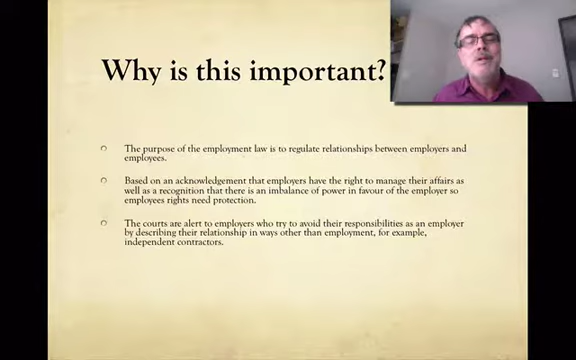 Why is this important?
The purpose of the employment law is to regulate relationships between employers and
employees.
Based on an acknowledgement that employers have the right to manage their affairs as
well as a recognition that there is an imbalance of power in favour of the employer so
employees rights need protection.
The courts are alert to employers who try to avoid their responsibilities as an employer
by describing their relationship in ways other than employment, for example,
independent contractors.